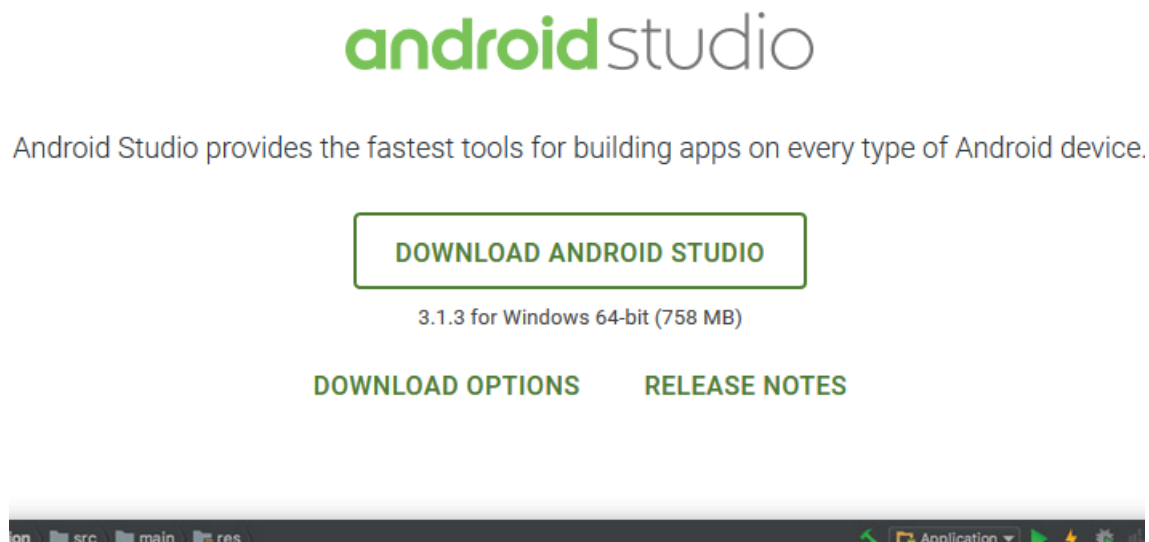 androidstudio
Android Studio provides the fastest tools for building apps on every type of Android device.
DOWNLOAD ANDROID STUDIO
3.1.3 for Windows 64-bit (758 MB)
DOWNLOAD OPTIONS RELEASE NOTES
ion src main res Application